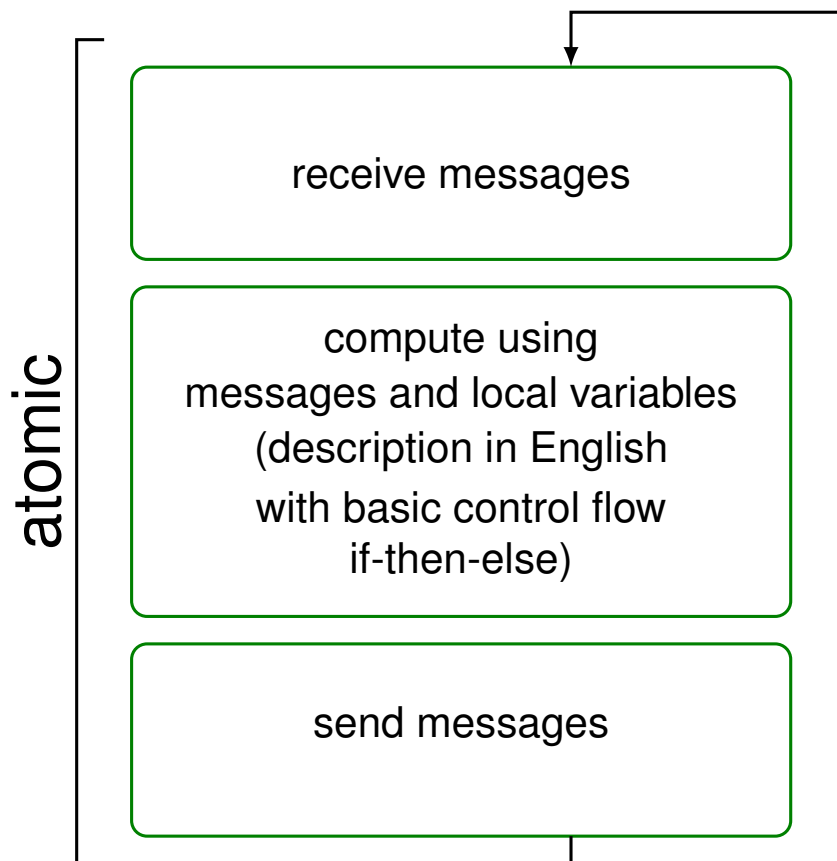 receive messages
atomic
compute using
messages and local variables
(description in English
with basic control flow
if-then-else)
send messages